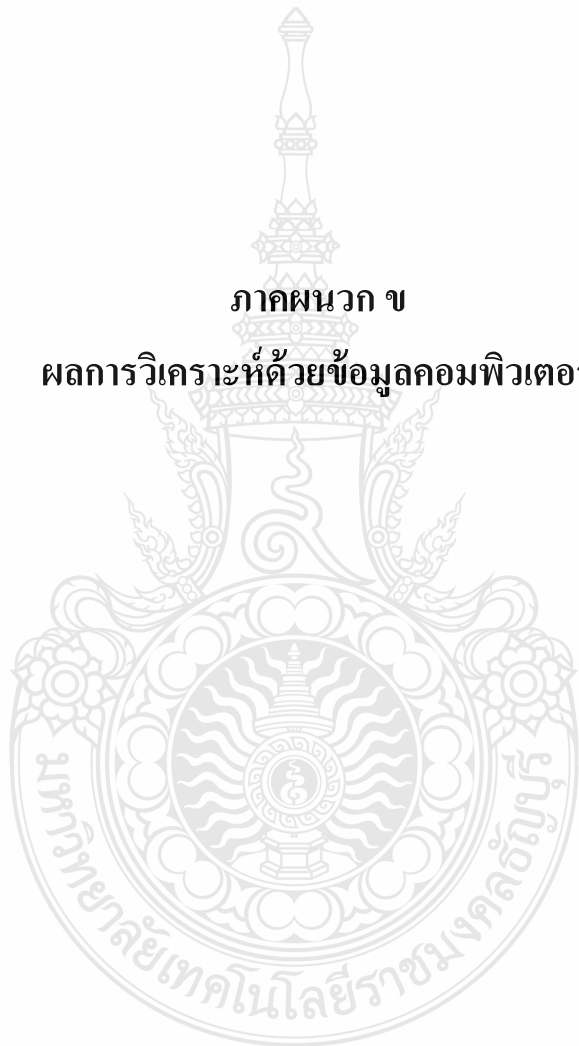 ภาคผนวก ข
ผลการวิเคราะห์ด้วยข้อมูลคอมพิวเตอร
มหาวิทยาลัยเทคโนโลยีราชมงคลธัญบุรี